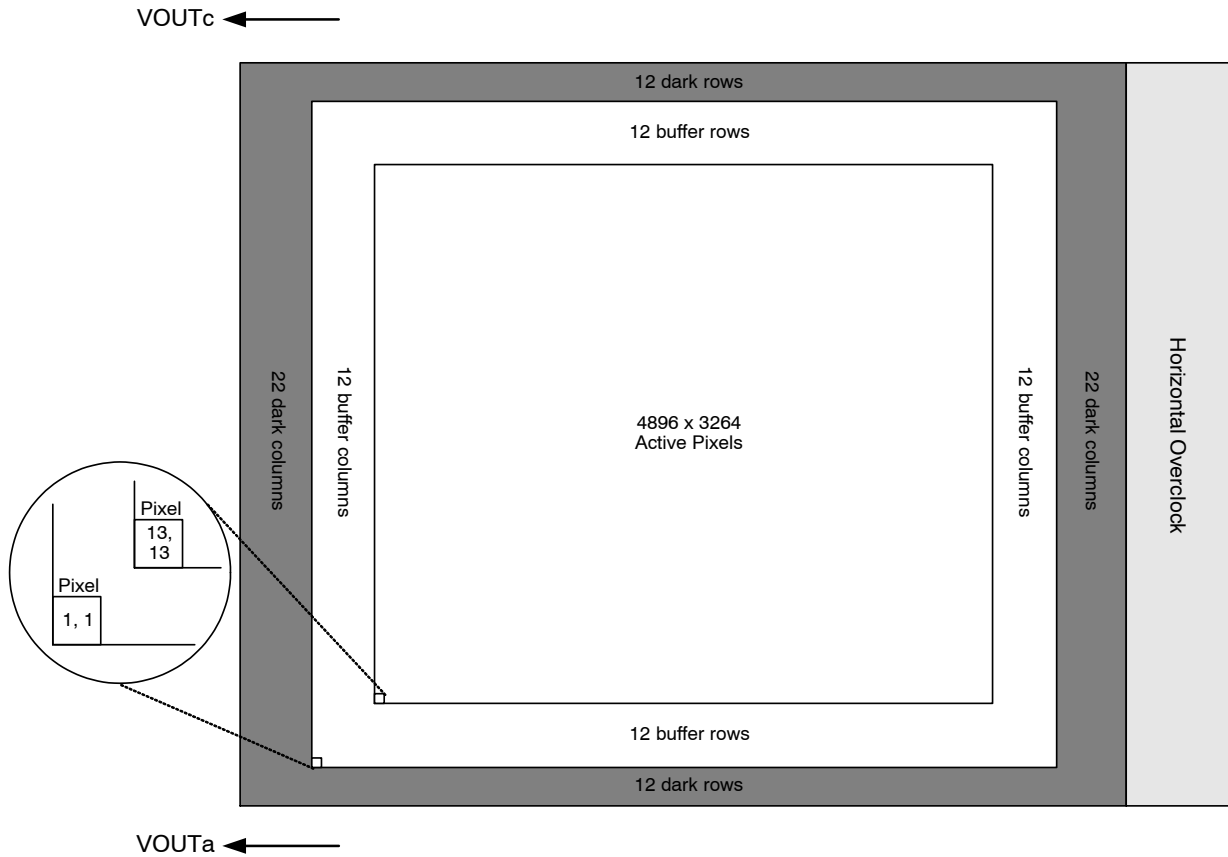 VOUTc
12 dark rows
12 buffer rows
22 dark columns
12 buffer columns
4896 x 3264
Active Pixels
12 buffer columns
22 dark columns
Horizontal Overclock
Pixel
13,
13
Pixel
1, 1
12 buffer rows
12 dark rows
VOUTa